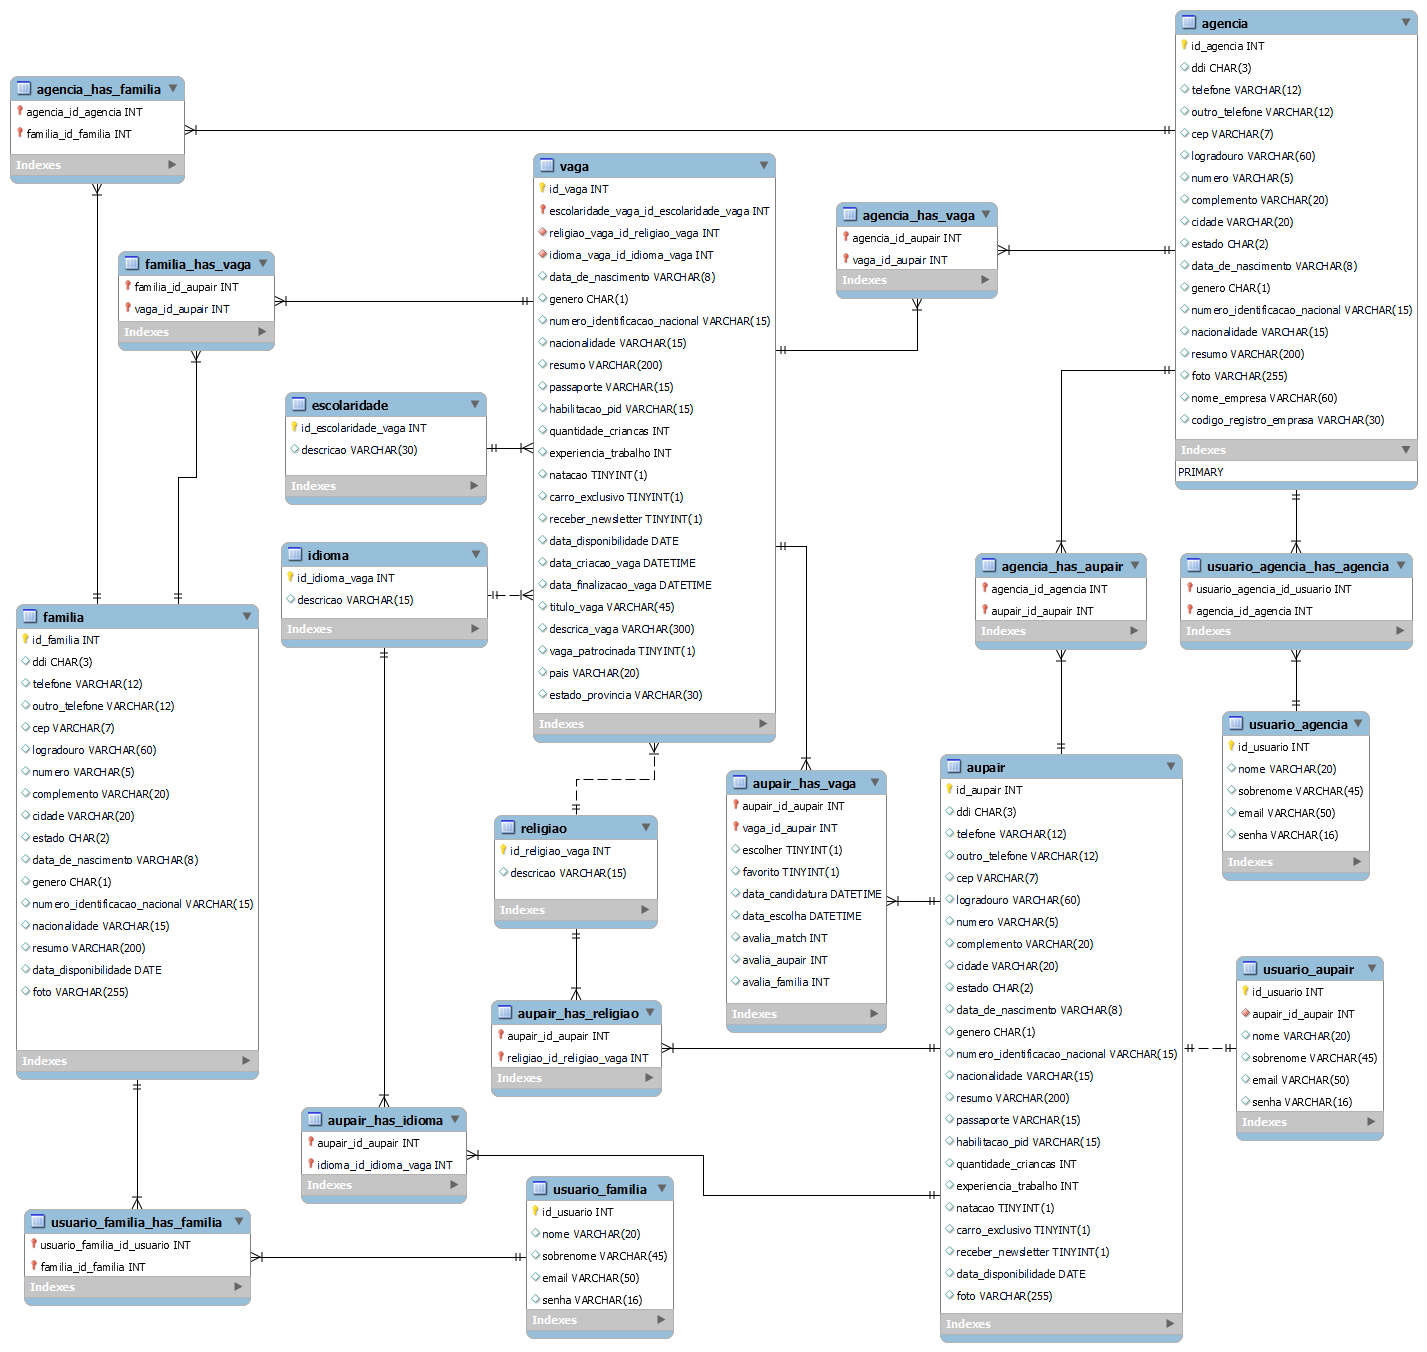 agencia
id_agencia INT
ddi CHAR(3)
telefone VARCHAR(12)
outro_telefone VARCHAR(12)
cep VARCHAR(7)
logradouro VARCHAR(60)
numero VARCHAR(5)
complemento VARCHAR(20)
cidade VARCHAR(20)
estado CHAR(2)
data_de_nascimento VARCHAR(8)
genero CHAR(1)
numero_identificacao_nacional VARCHAR(15)
nacionalidade VARCHAR(15)
resumo VARCHAR(200)
foto VARCHAR(255)
nome_empresa VARCHAR(60)
codigo_registro_emprasa VARCHAR(30)
Indexes
PRIMARY
agencia_has_familia
agencia_id_agencia INT
familia_id_familia INT
Indexes
vaga
id_vaga INT
escolaridade_vaga_id_escolaridade_vaga INT
religiao_vaga_id_religiao_vaga INT
idioma_vaga_id_idioma_vaga INT
data_de_nascimento VARCHAR(8)
genero CHAR(1)
numero_identificacao_nacional VARCHAR(15)
nacionalidade VARCHAR(15)
resumo VARCHAR(200)
passaporte VARCHAR(15)
habilitacao_pid VARCHAR(15)
quantidade_criancas INT
experiencia_trabalho INT
natacao TINYINT(1)
carro_exclusivo TINYINT(1)
receber_newsletter TINYINT(1)
data_disponibilidade DATE
data_criacao_vaga DATETIME
data_finalizacao_vaga DATETIME
titulo_vaga VARCHAR(45)
descrica_vaga VARCHAR(300)
vaga_patrocinada TINYINT(1)
pais VARCHAR(20)
estado_provincia VARCHAR(30)
Indexes
agencia_has_vaga
agencia_id_aupair INT
vaga_id_aupair INT
Indexes
familia_has_vaga
familia_id_aupair INT
vaga_id_aupair INT
Indexes
escolaridade
id_escolaridade_vaga INT
descricao VARCHAR(30)
Indexes
idioma
id_idioma_vaga INT
descricao VARCHAR(15)
Indexes
agencia_has_aupair
agencia_id_agencia INT
aupair_id_aupair INT
Indexes
usuario_agencia_has_agencia
usuario_agencia_id_usuario INT
agencia_id_agencia INT
Indexes
familia
id_familia INT
ddi CHAR(3)
telefone VARCHAR(12)
outro_telefone VARCHAR(12)
cep VARCHAR(7)
logradouro VARCHAR(60)
numero VARCHAR(5)
complemento VARCHAR(20)
cidade VARCHAR(20)
estado CHAR(2)
data_de_nascimento VARCHAR(8)
genero CHAR(1)
numero_identificacao_nacional VARCHAR(15)
nacionalidade VARCHAR(15)
resumo VARCHAR(200)
data_disponibilidade DATE
foto VARCHAR(255)
Indexes
usuario_agencia
id_usuario INT
nome VARCHAR(20)
sobrenome VARCHAR(45)
email VARCHAR(50)
senha VARCHAR(16)
Indexes
aupair
id_aupair INT
ddi CHAR(3)
telefone VARCHAR(12)
outro_telefone VARCHAR(12)
cep VARCHAR(7)
logradouro VARCHAR(60)
numero VARCHAR(5)
complemento VARCHAR(20)
cidade VARCHAR(20)
estado CHAR(2)
data_de_nascimento VARCHAR(8)
genero CHAR(1)
numero_identificacao_nacional VARCHAR(15)
nacionalidade VARCHAR(15)
resumo VARCHAR(200)
passaporte VARCHAR(15)
habilitacao_pid VARCHAR(15)
quantidade_criancas INT
experiencia_trabalho INT
natacao TINYINT(1)
carro_exclusivo TINYINT(1)
receber_newsletter TINYINT(1)
data_disponibilidade DATE
foto VARCHAR(255)
Indexes
aupair_has_vaga
aupair_id_aupair INT
vaga_id_aupair INT
escolher TINYINT(1)
favorito TINYINT(1)
data_candidatura DATETIME
data_escolha DATETIME
avalia_match INT
avalia_aupair INT
avalia_familia INT
Indexes
religiao
id_religiao_vaga INT
descricao VARCHAR(15)
Indexes
usuario_aupair
id_usuario INT
aupair_id_aupair INT
nome VARCHAR(20)
sobrenome VARCHAR(45)
email VARCHAR(50)
senha VARCHAR(16)
Indexes
aupair_has_religiao
aupair_id_aupair INT
religiao_id_religiao_vaga INT
Indexes
aupair_has_idioma
aupair_id_aupair INT
idioma_id_idioma_vaga INT
Indexes
usuario_familia
id_usuario INT
nome VARCHAR(20)
sobrenome VARCHAR(45)
email VARCHAR(50)
senha VARCHAR(16)
Indexes
usuario_familia_has_familia
usuario_familia_id_usuario INT
familia_id_familia INT
Indexes